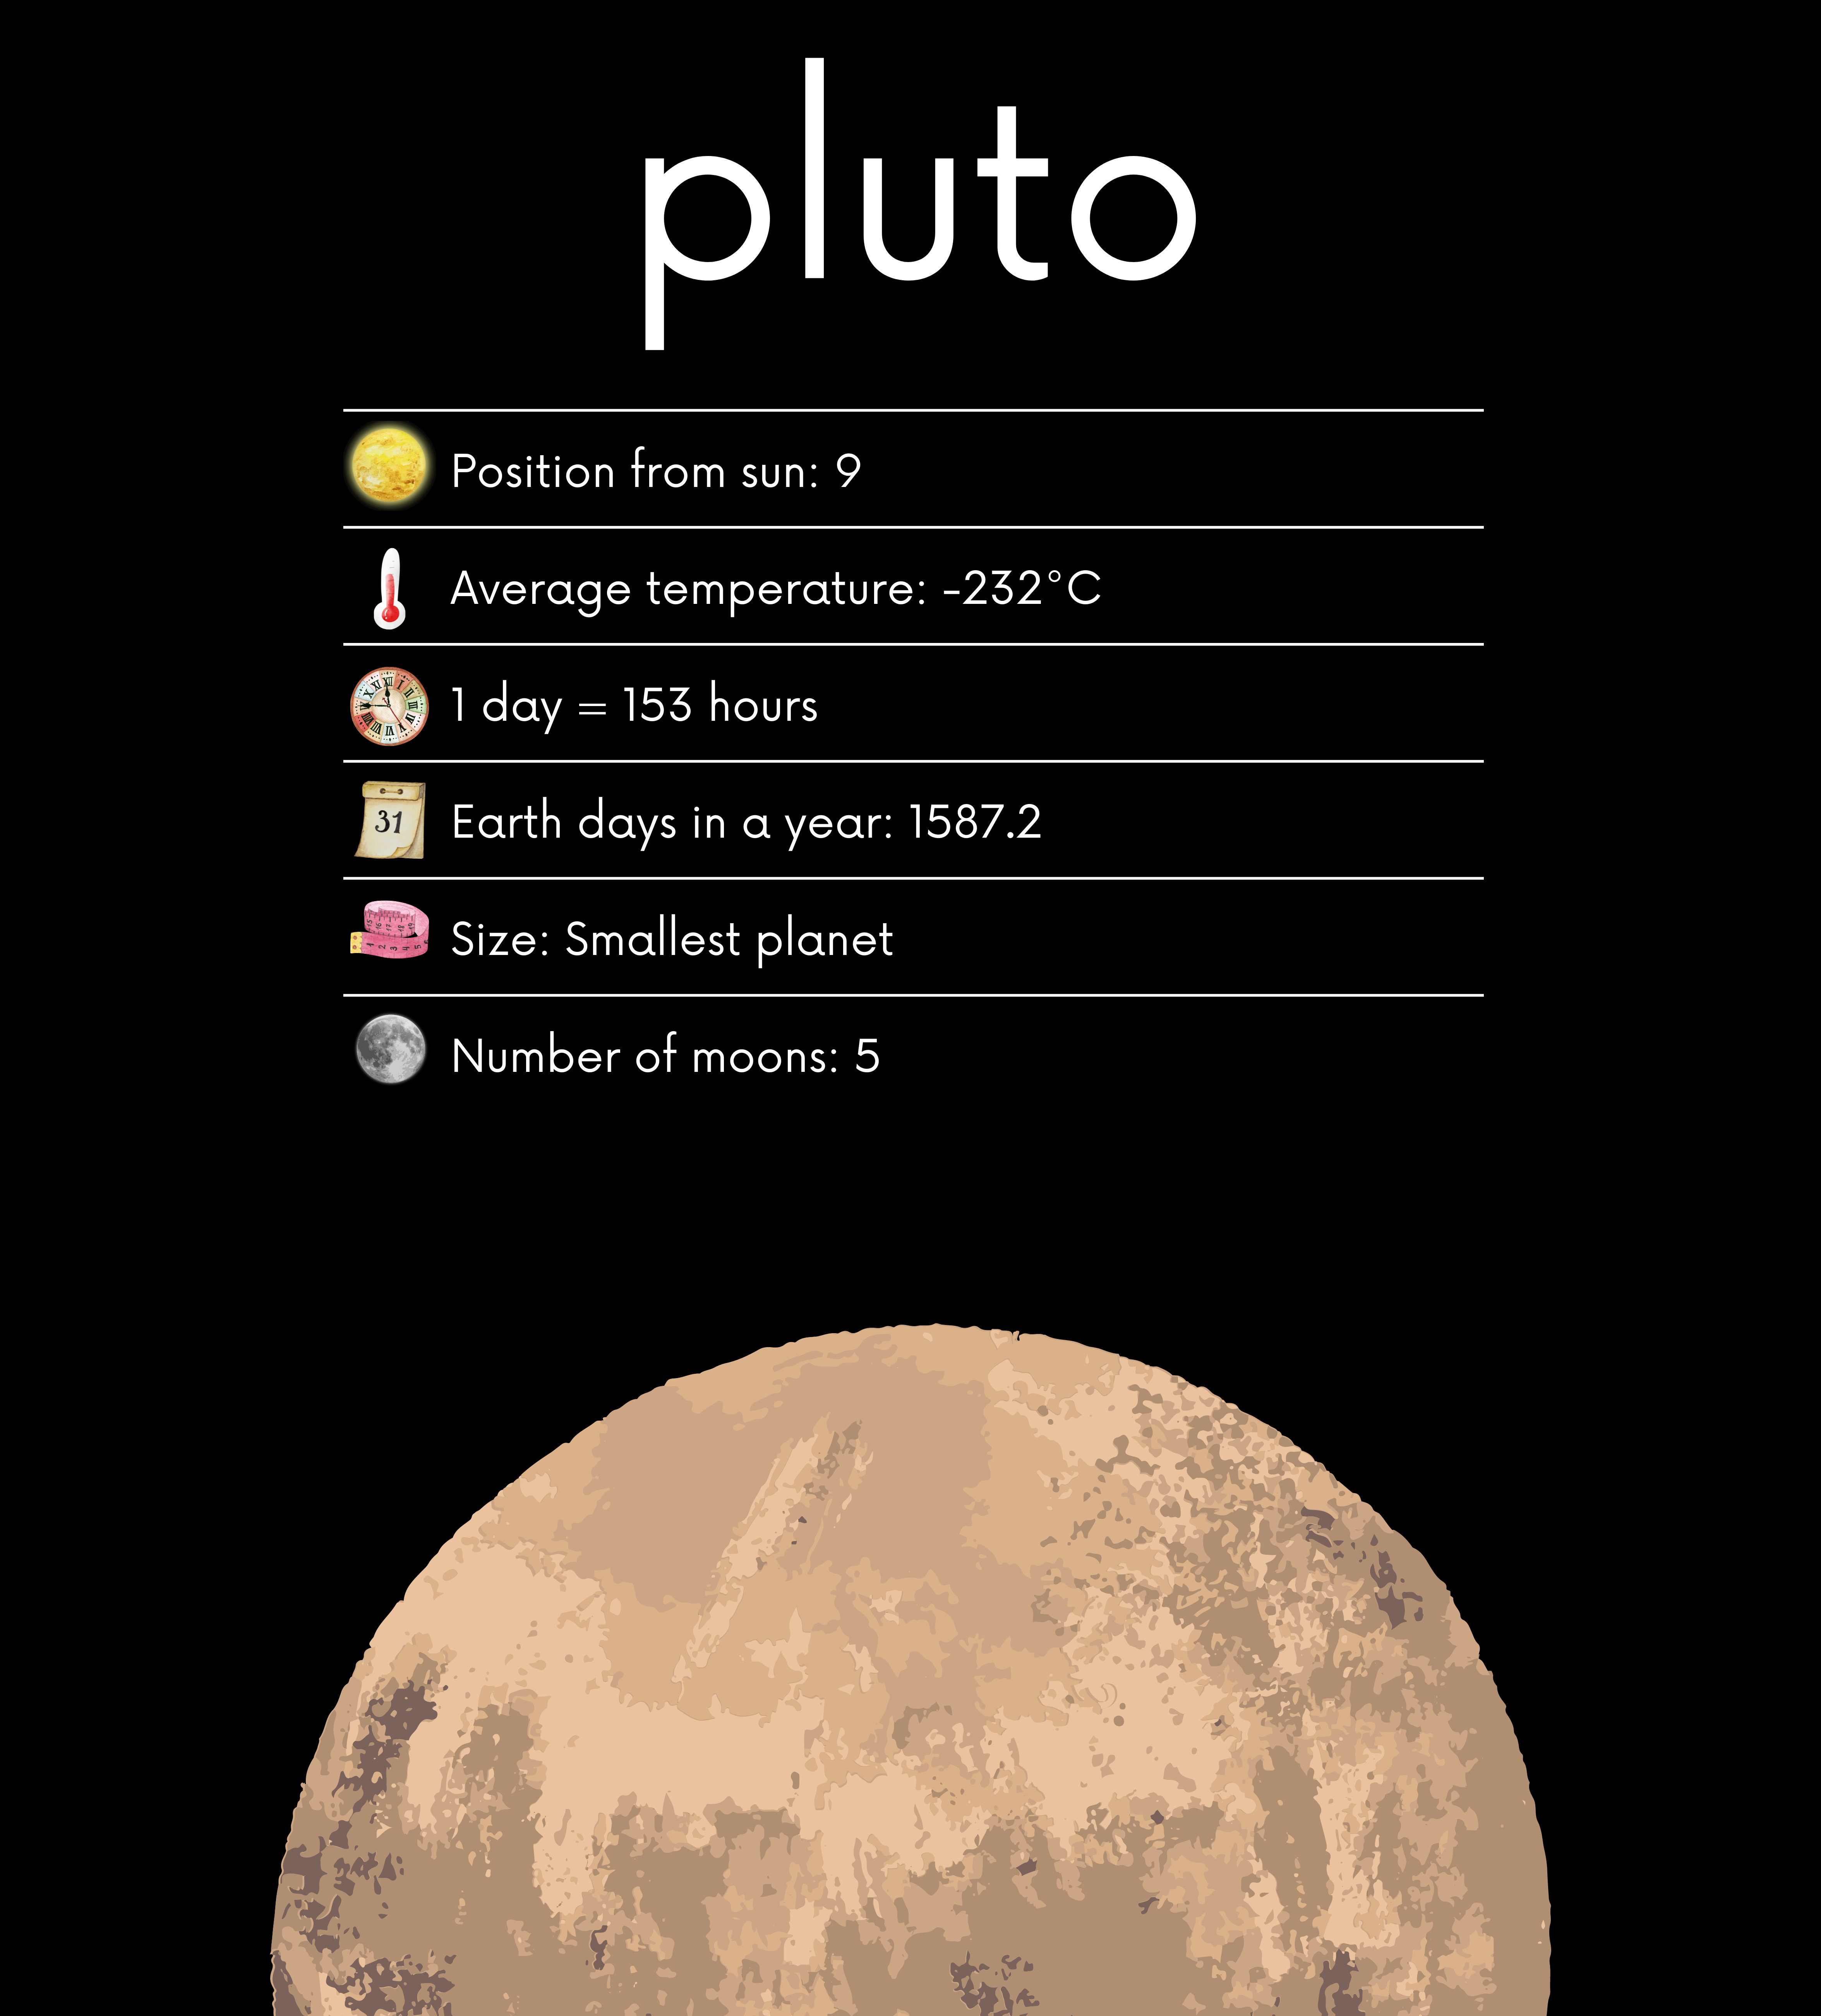 pluto
Position from sun: 9
Average temperature: -232°C
1 day = 153 hours
31
Earth days in a year: 1587.2
Size: Smallest planet
Number of moons: 5